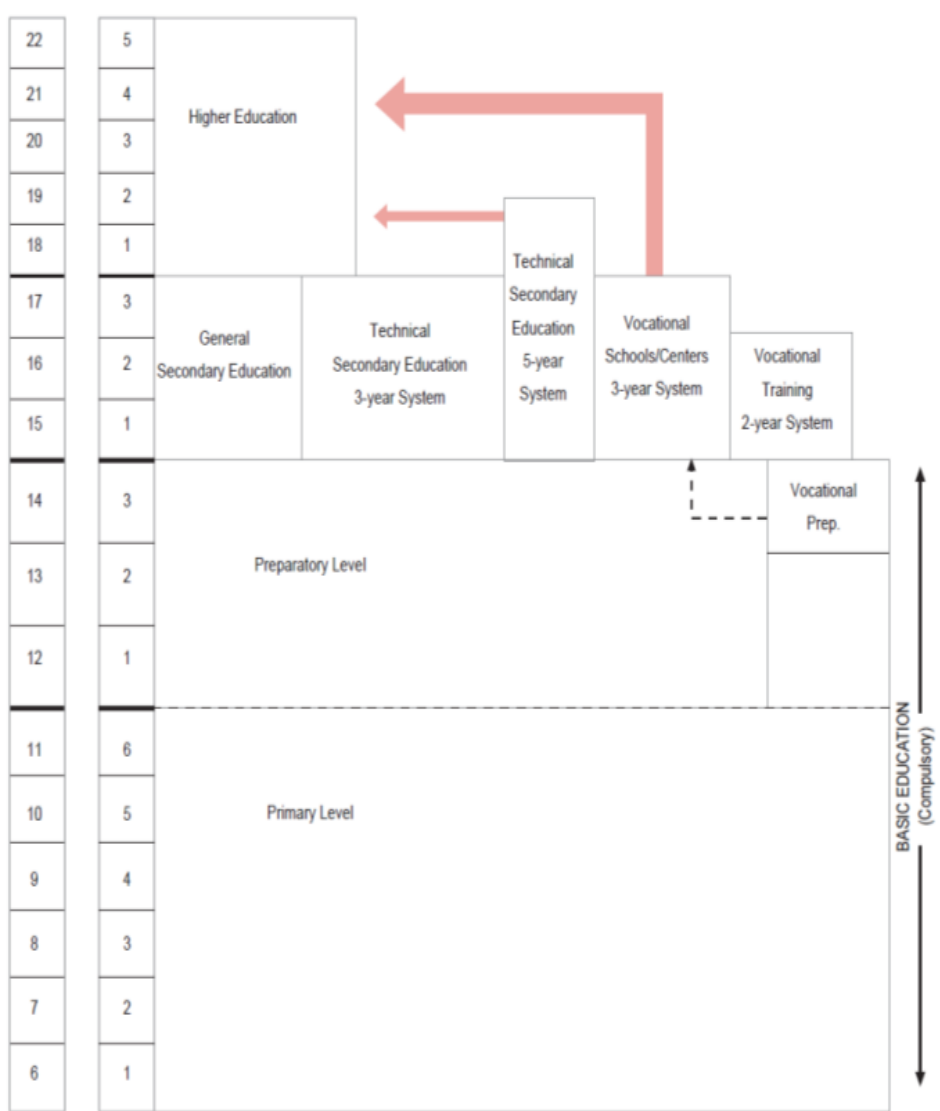 22 5
21 4
Higher Education
20 3
19 2
18 1
17 3
16 2
15 1
General
Secondary Education
Technical
Secondary Education
3-year System
Technical
Secondary
Education
5-year
System
Vocational
Schools/Centers
3-year System
Vocational
Training
2-year System
14 3
Vocational
Prep.
13 2
Preparatory Level
12 1
11 6
10 5
Primary Level
9 4
8 3
7 2
6 1
BASIC EDUCATION
(Compulsory)